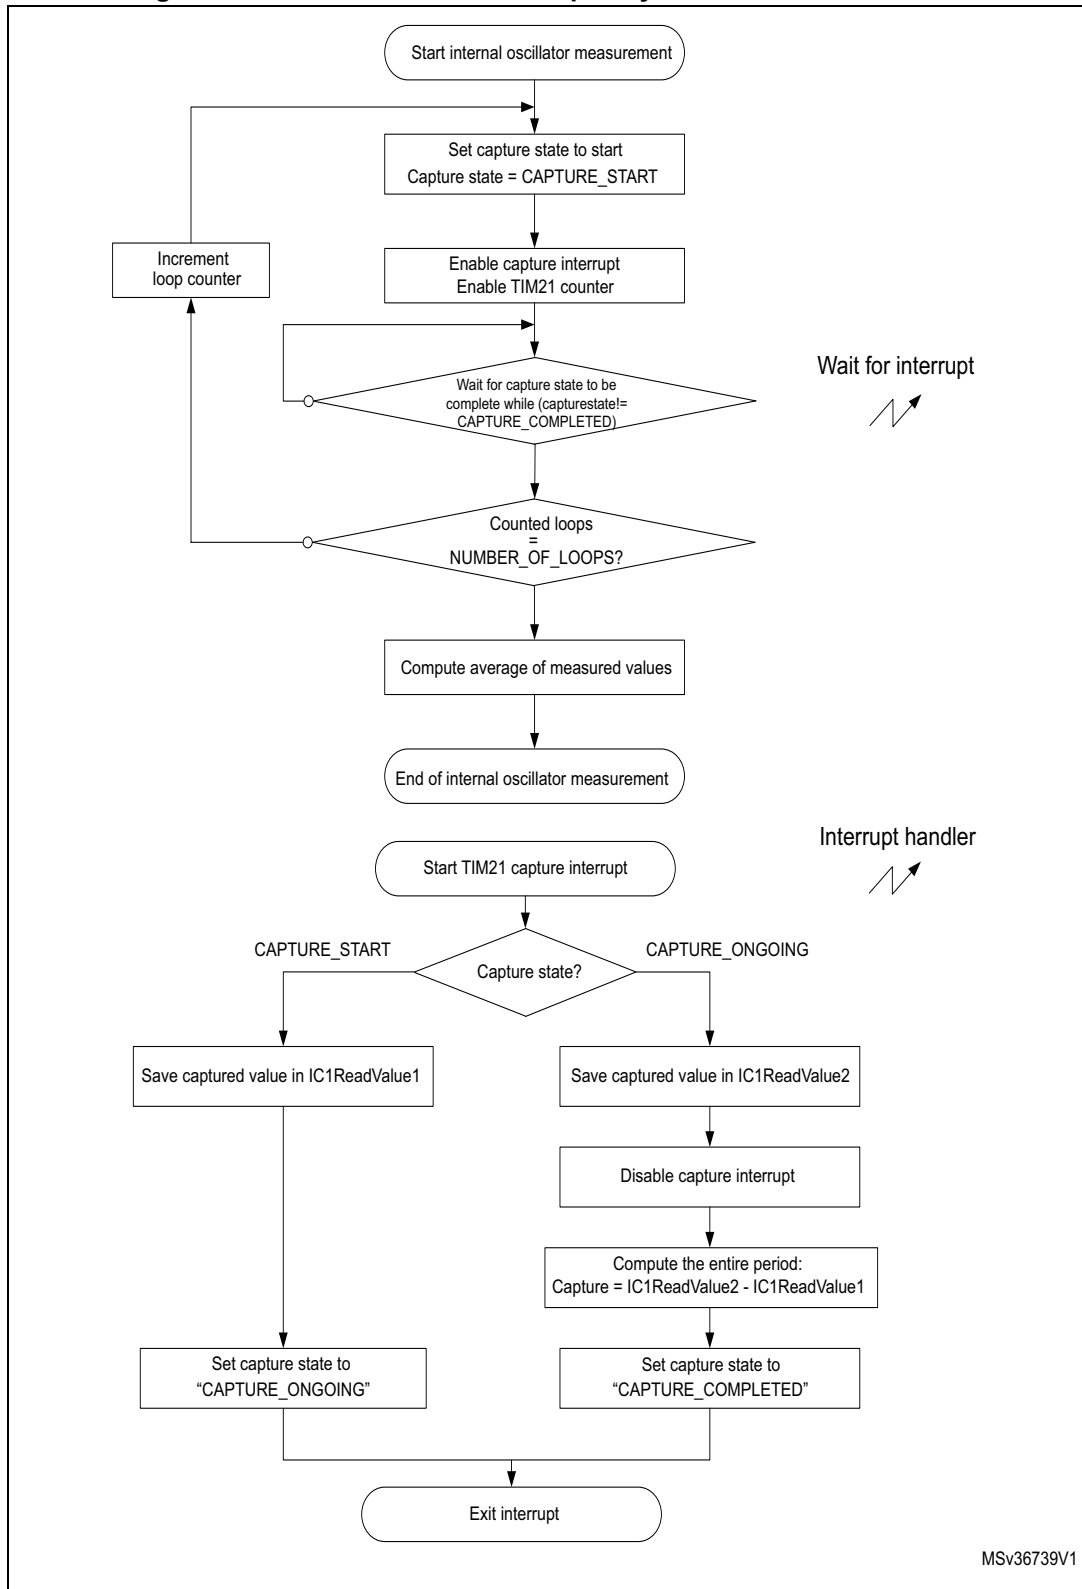 Start internal oscillator measurement
Set capture state to start
Capture state = CAPTURE_START
Increment
loop counter
Enable capture interrupt
Enable TIM21 counter
Wait for interrupt
Wait for capture state to be
complete while (capturestate!=
CAPTURE_COMPLETED)
Counted loops
=
NUMBER_OF_LOOPS?
Compute average of measured values
End of internal oscillator measurement
Interrupt handler
Start TIM21 capture interrupt
CAPTURE_START
CAPTURE_ONGOING
Capture state?
Save captured value in IC1ReadValue1
Save captured value in IC1ReadValue2
Disable capture interrupt
Compute the entire period:
Capture = IC1ReadValue2 - IC1ReadValue1
Set capture state to
“CAPTURE_ONGOING”
Set capture state to
“CAPTURE_COMPLETED”
Exit interrupt
MSv36739V1